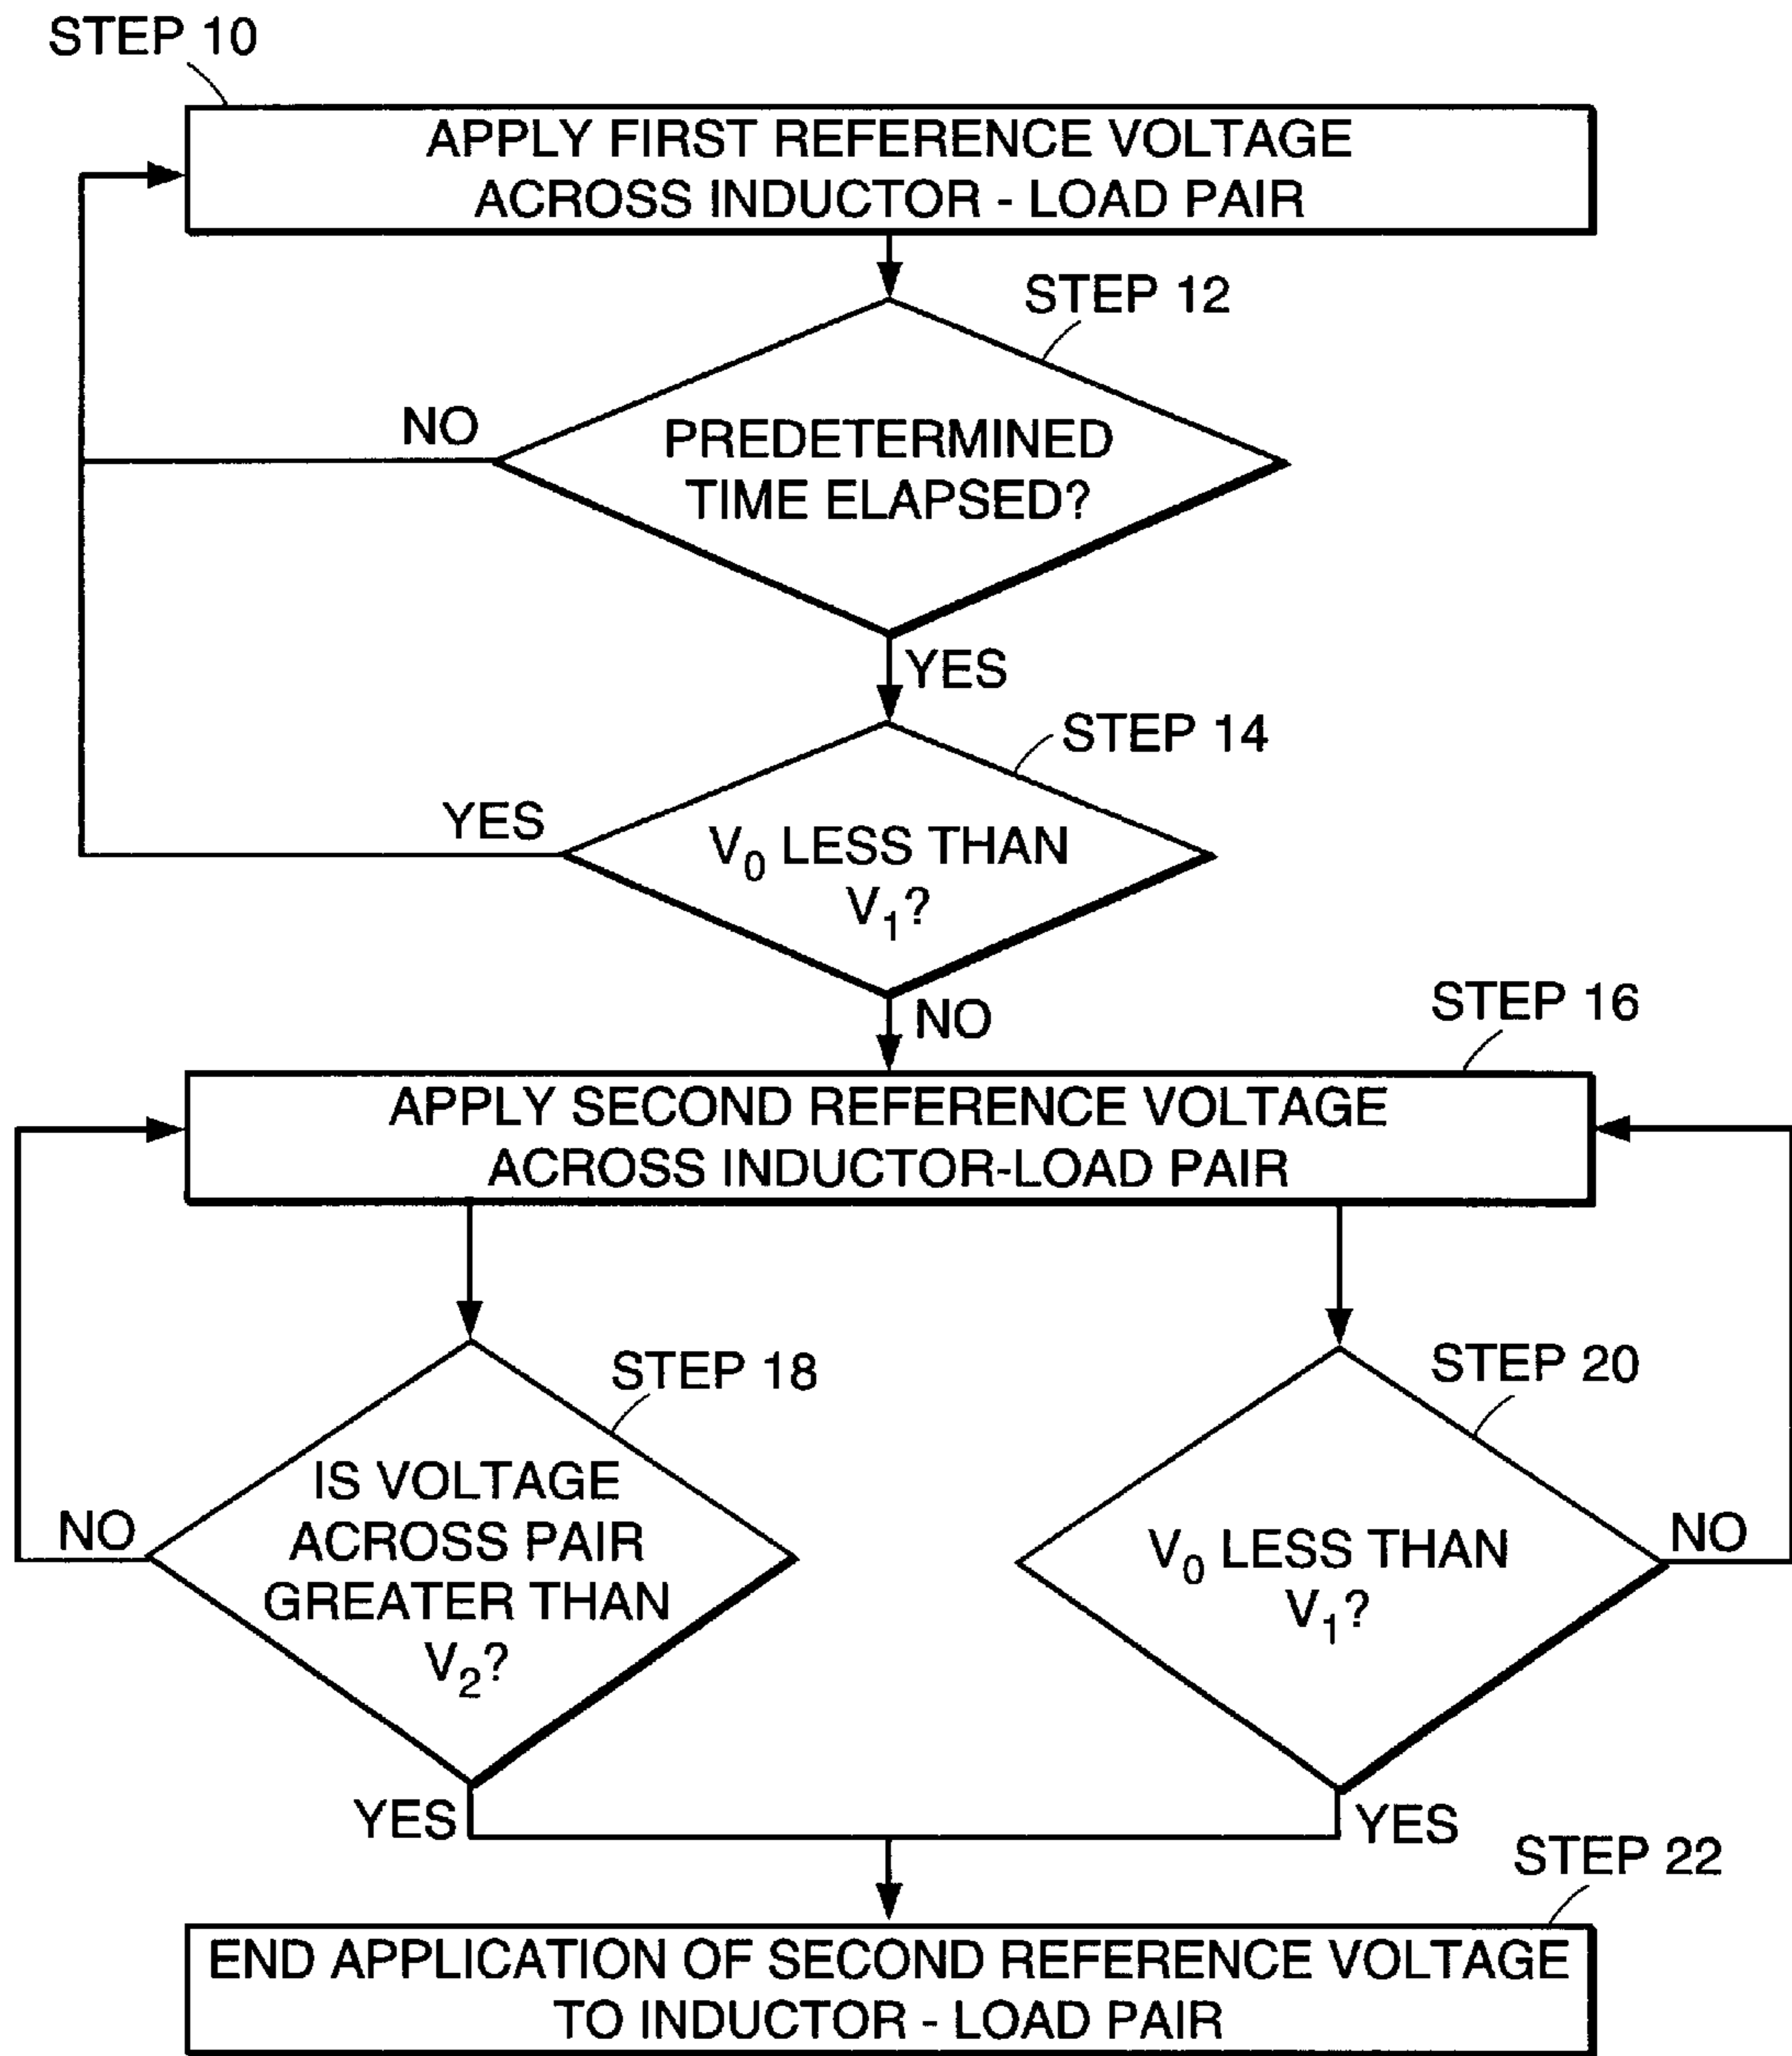 STEP 10
APPLY FIRST REFERENCE VOLTAGE
ACROSS INDUCTOR - LOAD PAIR
STEP 12
NO
PREDETERMINED
TIME ELAPSED?
YES
STEP 14
YES
V0 LESS THAN
V1?
NO
STEP 16
APPLY SECOND REFERENCE VOLTAGE
ACROSS INDUCTOR-LOAD PAIR
STEP 18
IS VOLTAGE
ACROSS PAIR
GREATER THAN
V2?
NO
YES
STEP 20
V0 LESS THAN
V1?
NO
YES
STEP 22
END APPLICATION OF SECOND REFERENCE VOLTAGE
TO INDUCTOR - LOAD PAIR